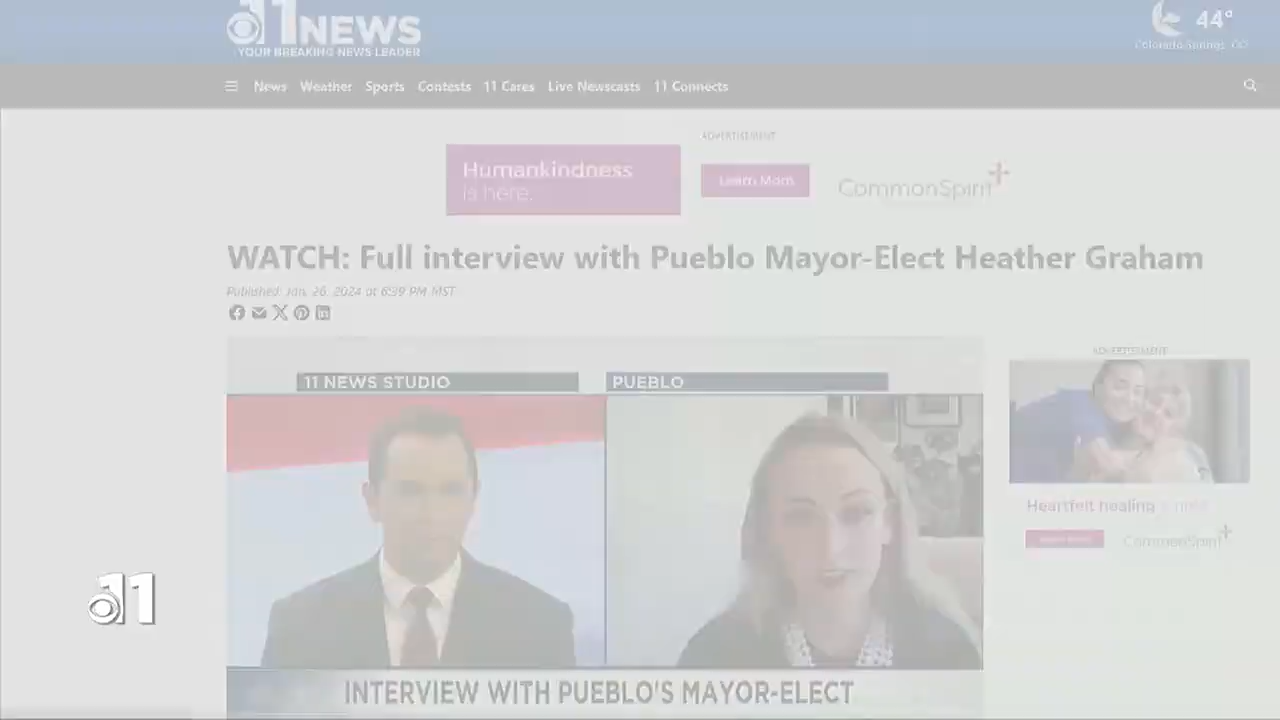 11 NEWS
YOUR BREAKING NEWS LEADER
44°
Colorado Springs, CO
News Weather Sports Contests 11 Cares Live Newscasts 11 Connects
ADVERTISEMENT
Humankindness
is here.
Learn More
CommonSpirit
WATCH: Full interview with Pueblo Mayor-Elect Heather Graham
Published: Jan. 26, 2024 at 6:39 PM MST
ADVERTISEMENT
11 NEWS STUDIO
PUEBLO
Heartfelt healing
CommonSpirit
11
INTERVIEW WITH PUEBLO'S MAYOR-ELECT